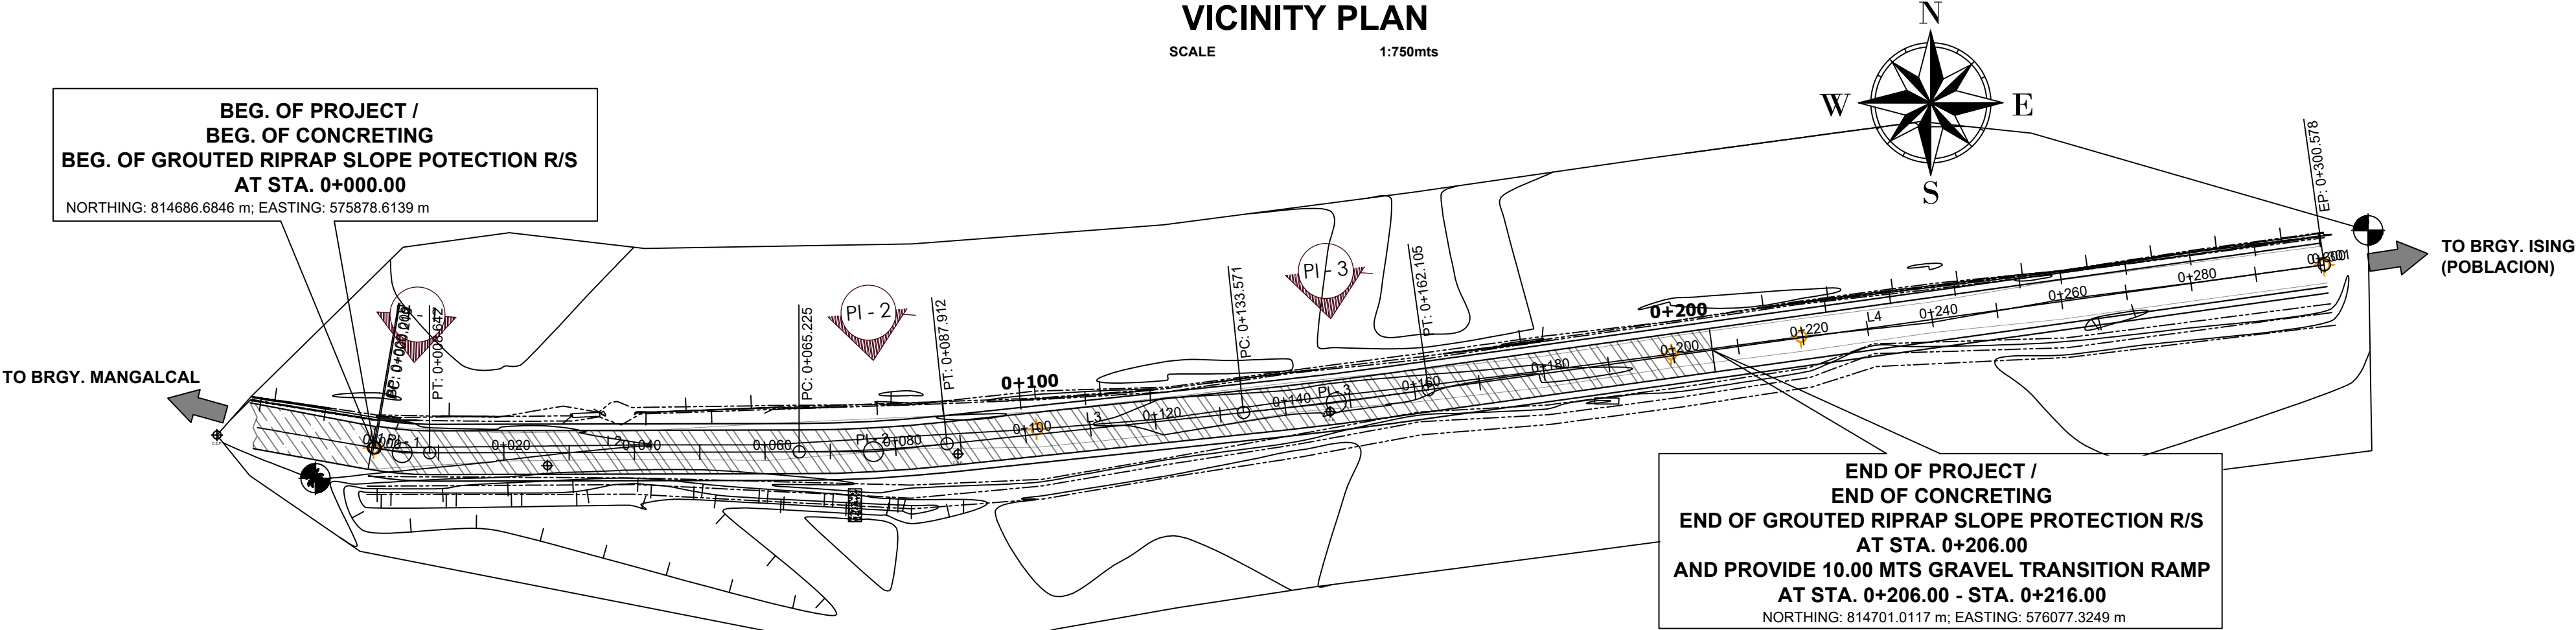 VICINITY PLAN
SCALE 1:750mts
N
W E
S
BEG. OF PROJECT /
BEG. OF CONCRETING
BEG. OF GROUTED RIPRAP SLOPE POTECTION R/S
AT STA. 0+000.00
NORTHING: 814686.6846 m; EASTING: 575878.6139 m
EP: 0+300.578
TO BRGY. ISING
(POBLACION)
TO BRGY. MANGALCAL
PI - 2
PI - 3
PC: 0+065.225
PT: 0+087.912
PC: 0+133.571
PT: 0+162.105
0+100
0+200
0+020
0+040
0+060
0+080
0+100
L3
0+120
0+140
PI - 3
0+160
0+180
0+200
0+220
L4
0+240
0+260
0+280
END OF PROJECT /
END OF CONCRETING
END OF GROUTED RIPRAP SLOPE PROTECTION R/S
AT STA. 0+206.00
AND PROVIDE 10.00 MTS GRAVEL TRANSITION RAMP
AT STA. 0+206.00 - STA. 0+216.00
NORTHING: 814701.0117 m; EASTING: 576077.3249 m